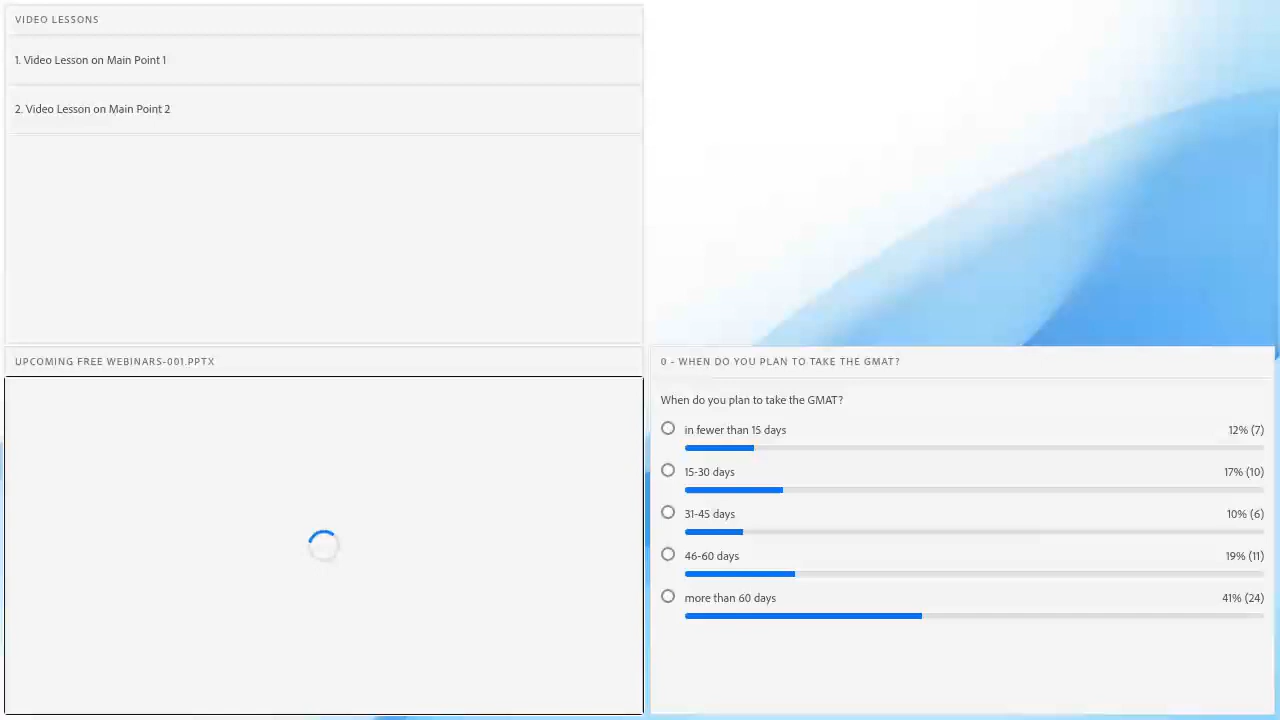 VIDEO LESSONS
1. Video Lesson on Main Point 1
2. Video Lesson on Main Point 2
UPCOMING FREE WEBINARS-001.PPTX
0 - WHEN DO YOU PLAN TO TAKE THE GMAT?
When do you plan to take the GMAT?
in fewer than 15 days 12% (7)
15-30 days 17% (10)
31-45 days 10% (6)
46-60 days 19% (11)
more than 60 days 41% (24)